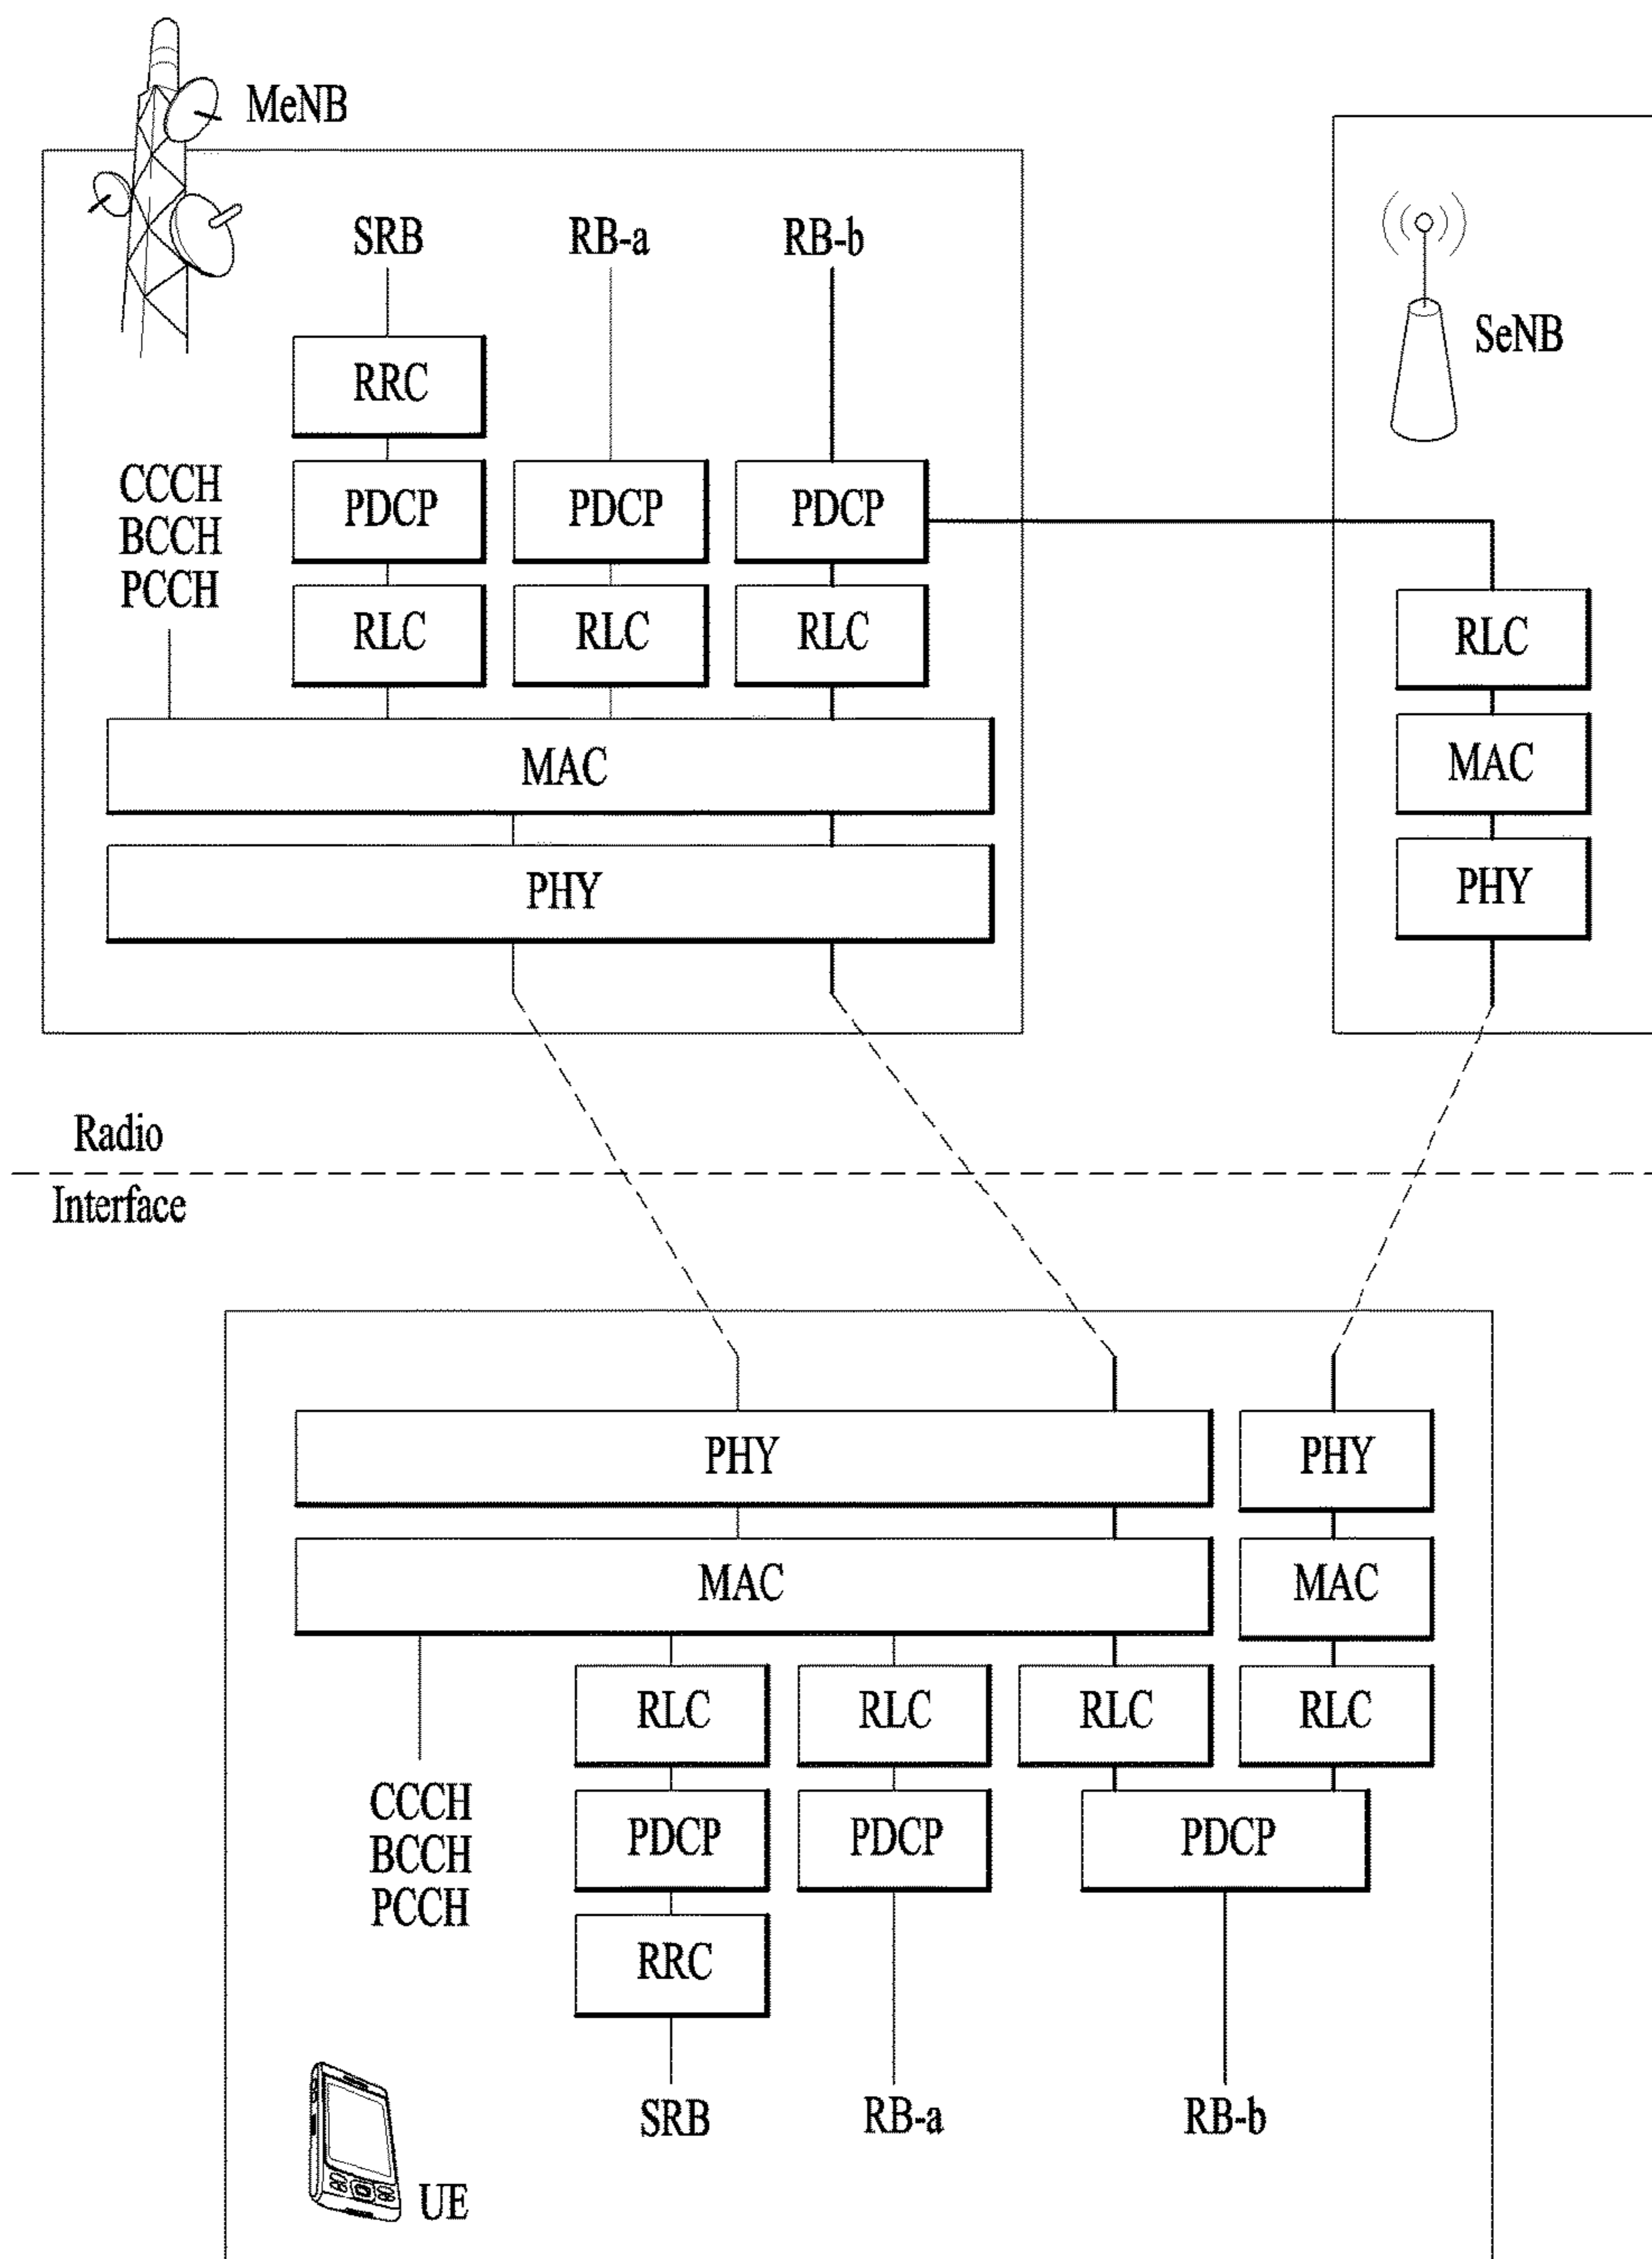 MeNB
SRB RB-a RB-b
SeNB
RRC
CCCH
BCCH
PCCH
PDCP PDCP PDCP
RLC RLC RLC RLC
MAC MAC
PHY PHY
Radio
Interface
PHY PHY
MAC MAC
RLC RLC RLC RLC
CCCH
BCCH
PCCH
PDCP PDCP PDCP
RRC
SRB RB-a RB-b
UE